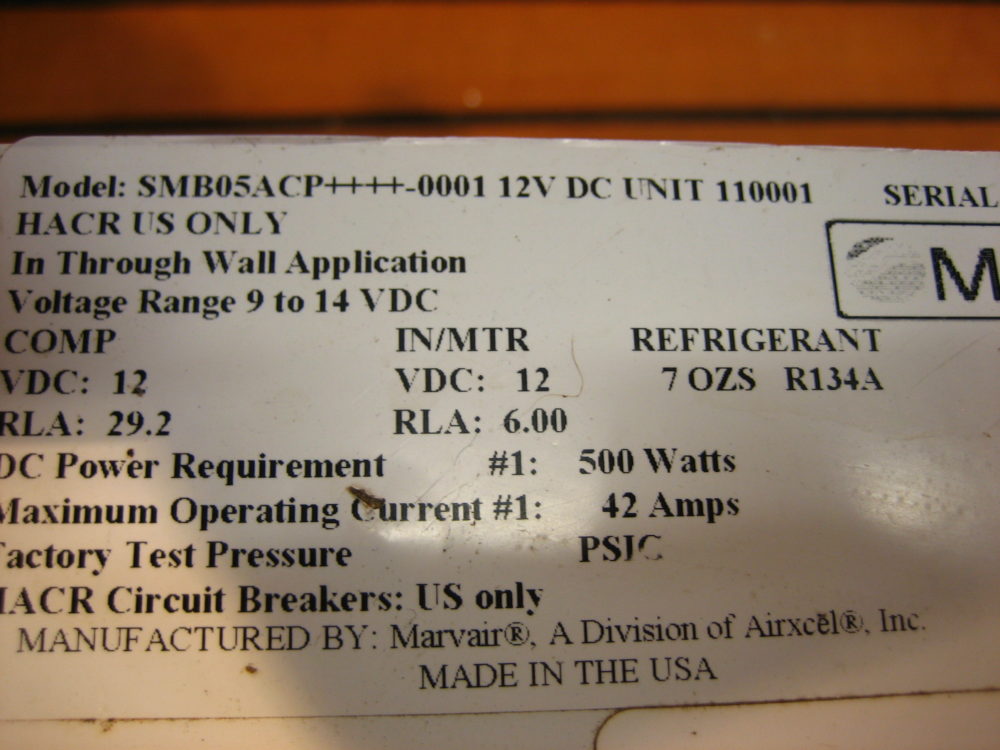 Model: SMB05ACP++++-0001 12V DC UNIT 110001 SERIAL
HACR US ONLY
In Through Wall Application
Voltage Range 9 to 14 VDC
M
COMP IN/MTR REFRIGERANT
VDC: 12 VDC: 12 7 OZS R134A
RLA: 29.2 RLA: 6.00
DC Power Requirement #1: 500 Watts
Maximum Operating Current #1: 42 Amps
Factory Test Pressure PSIG
HACR Circuit Breakers: US only
MANUFACTURED BY: Marvair®, A Division of Airxcel®, Inc.
MADE IN THE USA